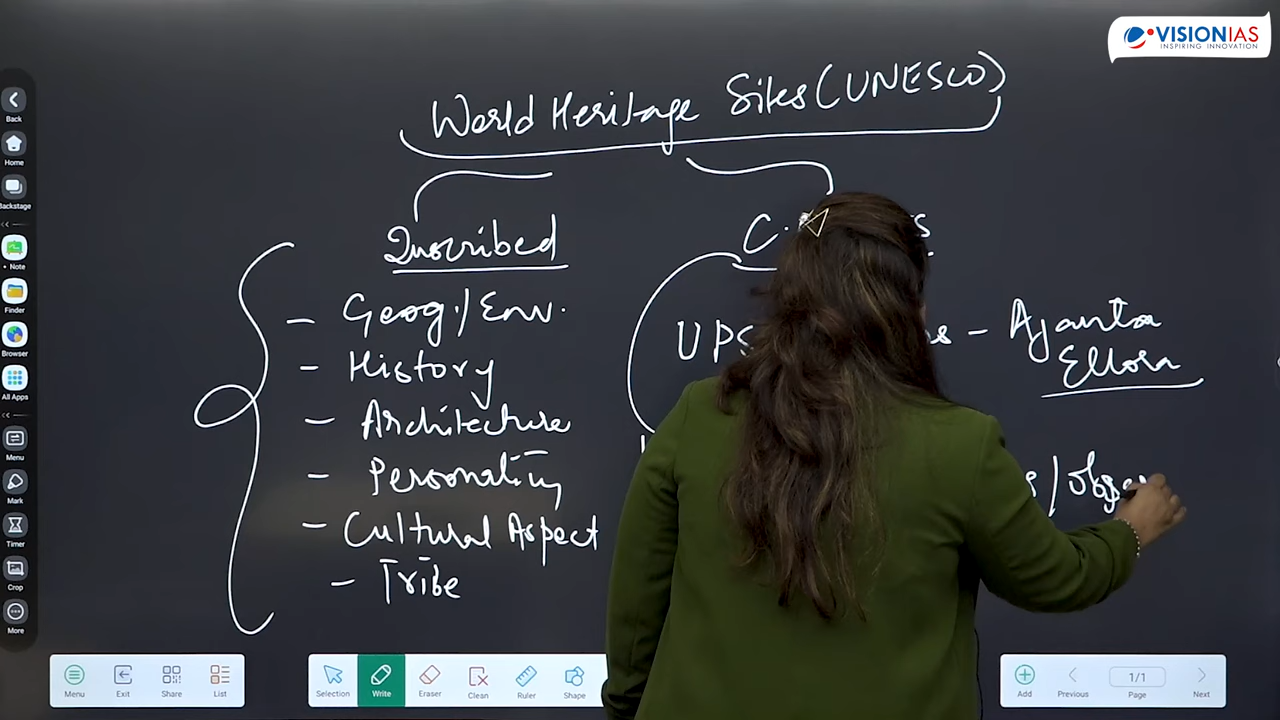 VISIONIAS
INSPIRING INNOVATION
World Heritage Sites (UNESCO)
Inscribed
- Geog./Env.
- History
- Architecture
- Personality
- Cultural Aspect
- Tribe
- Ajanta
Ellora
Back
Home
Backstage
Note
Finder
Browser
All Apps
Menu
Mark
Timer
Crop
More
Menu
Exit
Share
List
Selection
Write
Eraser
Clean
Ruler
Shape
Add
Previous
1/1
Page
Next